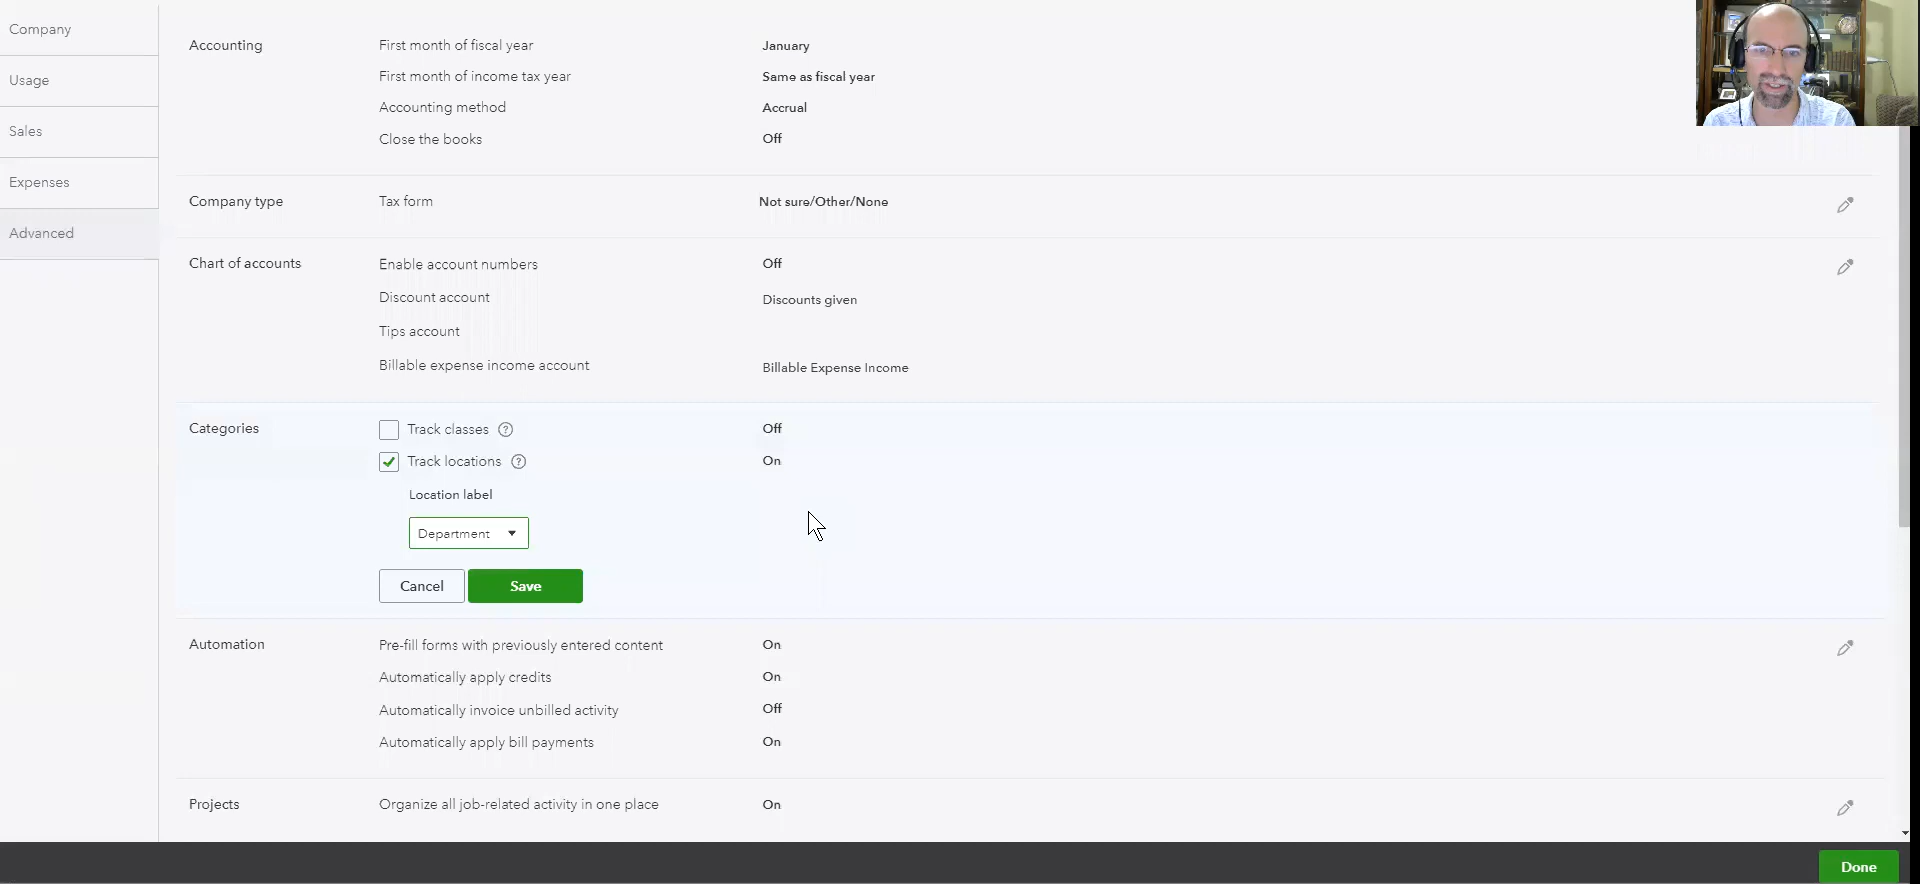 Company
Usage
Sales
Expenses
Advanced
Accounting
First month of fiscal year January
First month of income tax year Same as fiscal year
Accounting method Accrual
Close the books Off
Company type Tax form Not sure/Other/None
Chart of accounts Enable account numbers Off
Discount account Discounts given
Tips account
Billable expense income account Billable Expense Income
Categories Track classes ? Off
Track locations ? On
Location label
Department
Cancel Save
Automation Pre-fill forms with previously entered content On
Automatically apply credits On
Automatically invoice unbilled activity Off
Automatically apply bill payments On
Projects Organize all job-related activity in one place On
Done